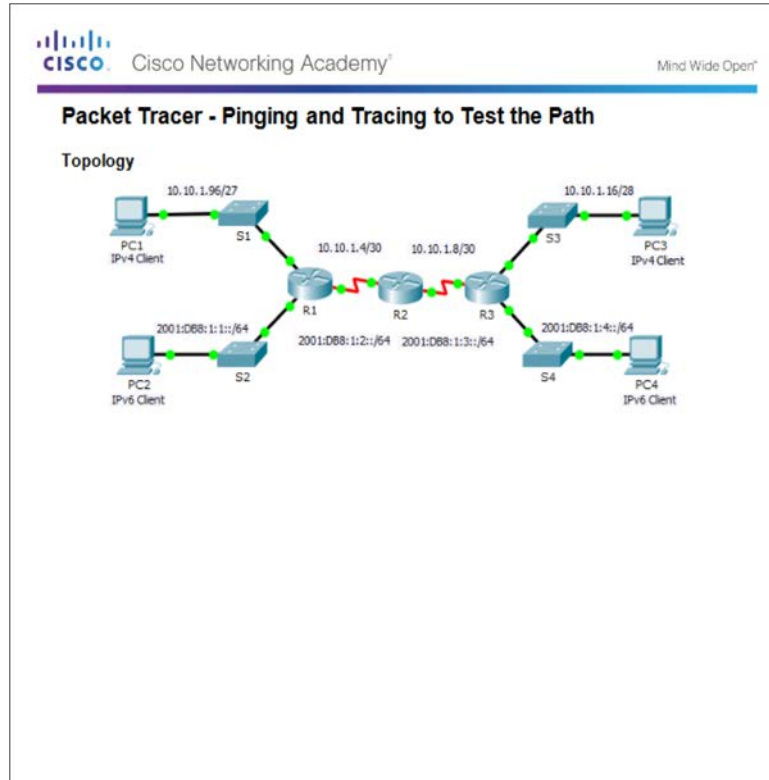 CISCO. Cisco Networking Academy® Mind Wide Open™
Packet Tracer - Pinging and Tracing to Test the Path
Topology
10.10.1.96/27
10.10.1.16/28
S1
S3
PC1
IPv4 Client
PC3
IPv4 Client
10.10.1.4/30
10.10.1.8/30
R1
R2
R3
2001:DB8:1:1::/64
2001:DB8:1:2::/64
2001:DB8:1:3::/64
2001:DB8:1:4::/64
S2
S4
PC2
IPv6 Client
PC4
IPv6 Client